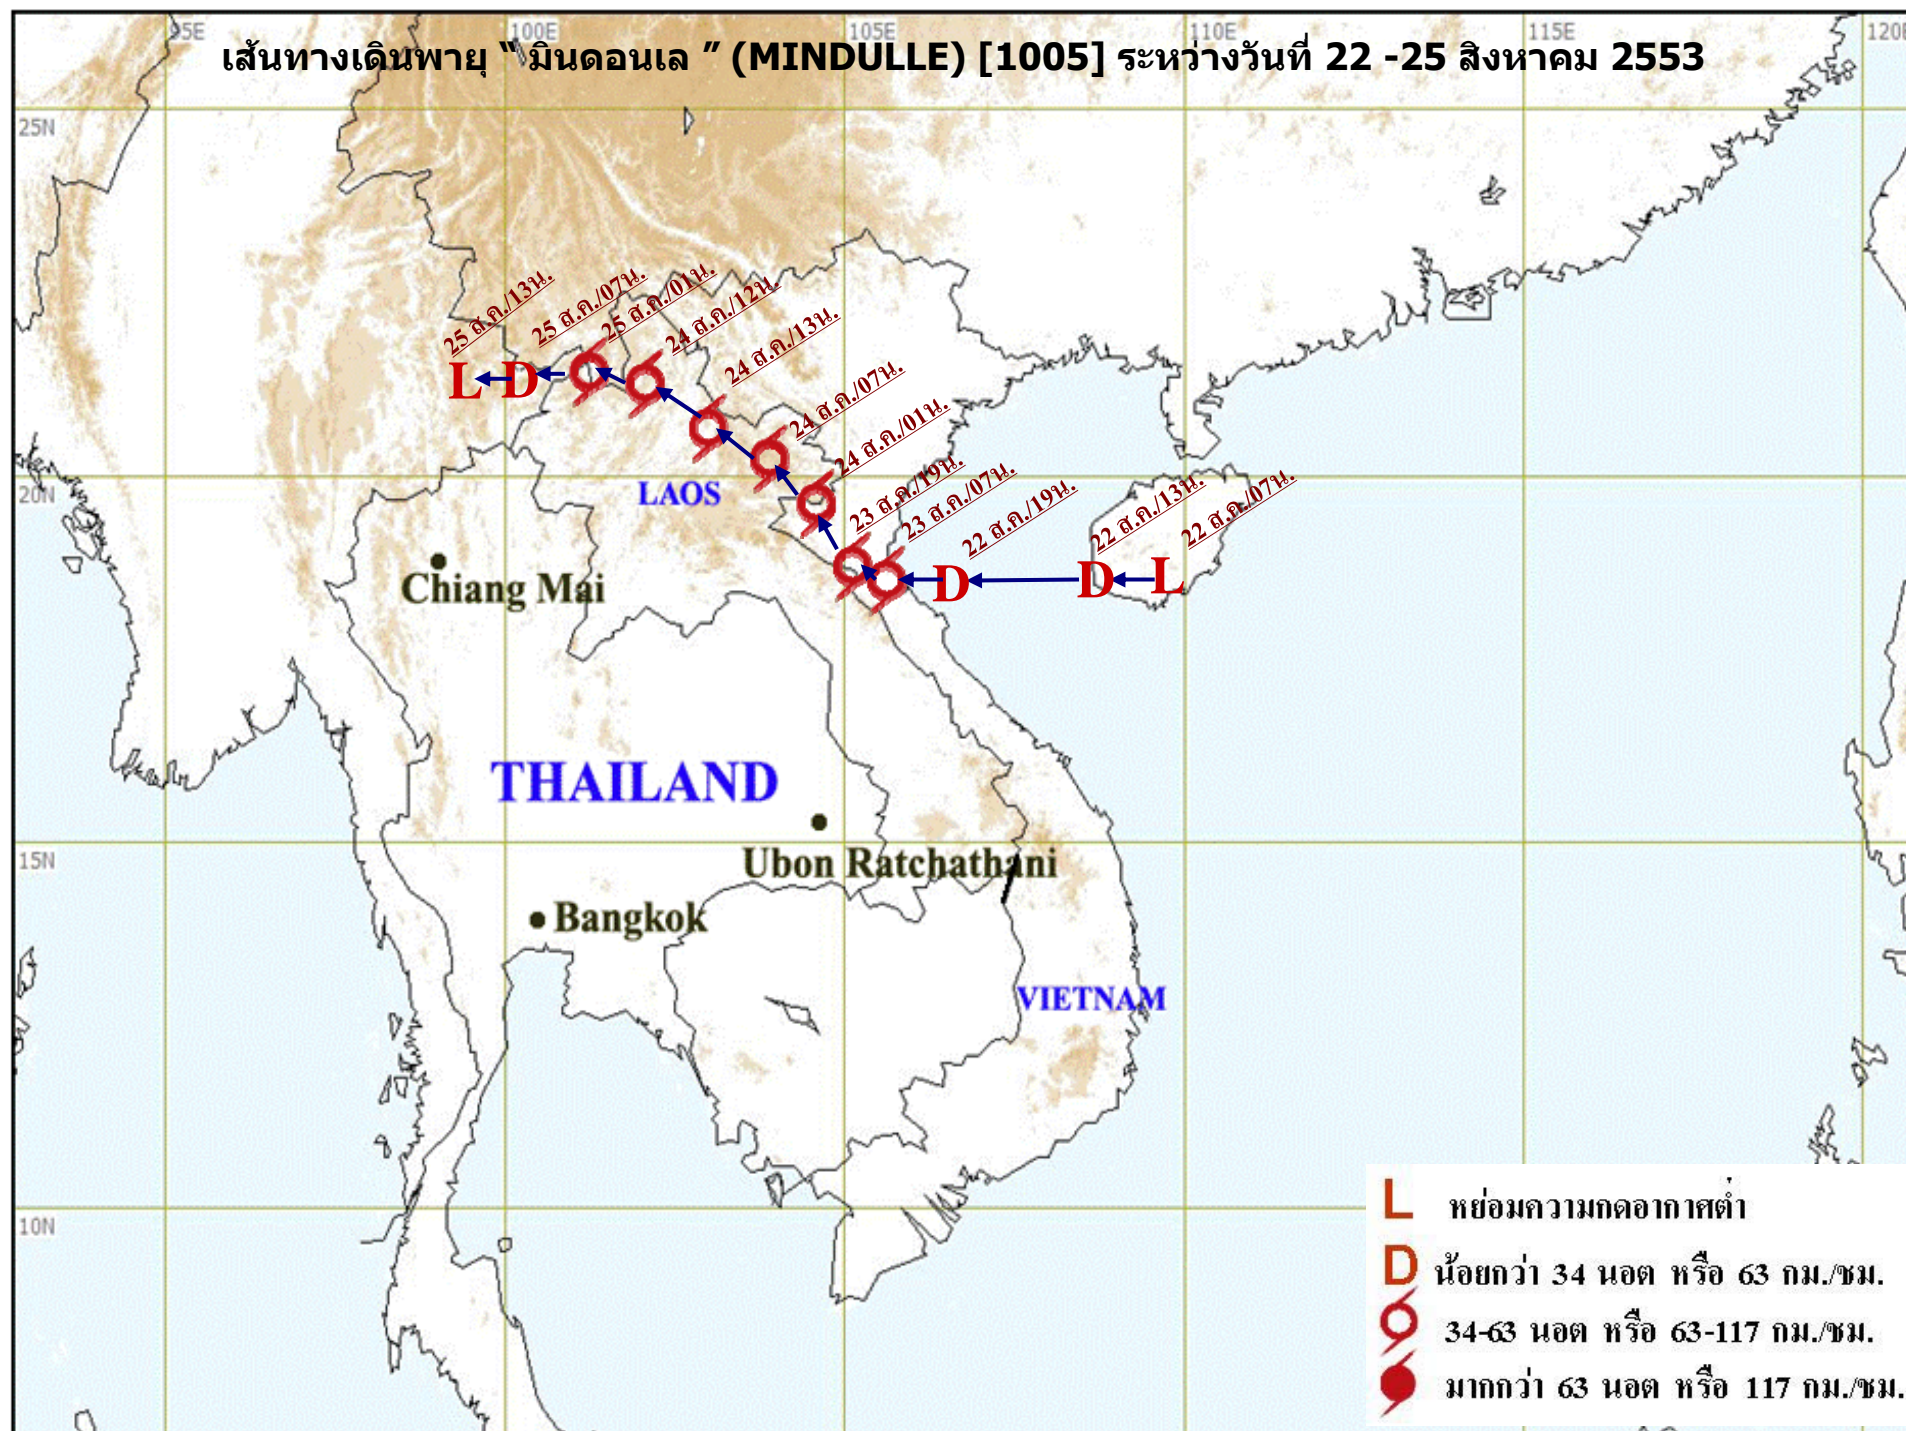 95E 100E 105E 110E 115E 120E
เส้นทางเดินพายุ “มินดอนเล ” (MINDULLE) [1005] ระหว่างวันที่ 22 -25 สิงหาคม 2553
25N
25 ส.ค./13น.
25 ส.ค./07น.
25 ส.ค./01น.
24 ส.ค./12น.
24 ส.ค./13น.
24 ส.ค./07น.
24 ส.ค./01น.
23 ส.ค./19น.
23 ส.ค./07น.
22 ส.ค./19น.
22 ส.ค./13น.
22 ส.ค./07น.
L D
20N
LAOS
D D L
Chiang Mai
THAILAND
15N
Ubon Ratchathani
Bangkok
VIETNAM
10N
L หย่อมความกดอากาศต่ำ
D น้อยกว่า 34 นอต หรือ 63 กม./ชม.
34-63 นอต หรือ 63-117 กม./ชม.
มากกว่า 63 นอต หรือ 117 กม./ชม.